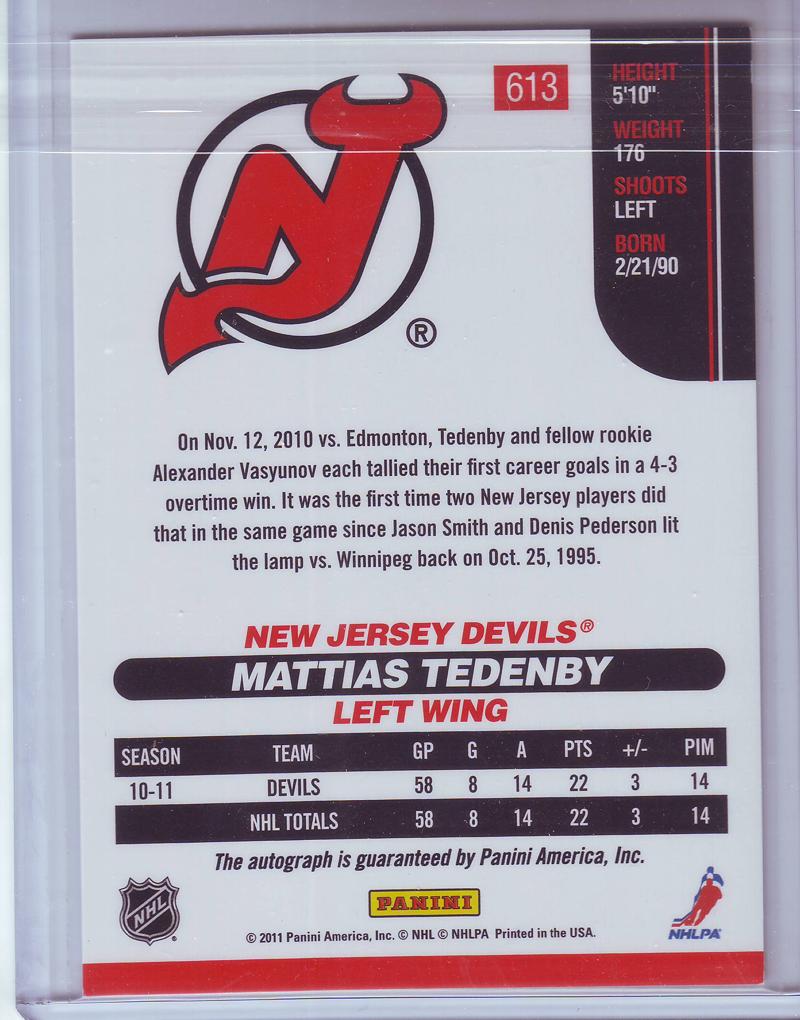 613
HEIGHT
5'10"
WEIGHT
176
SHOOTS
LEFT
BORN
2/21/90
®
On Nov. 12, 2010 vs. Edmonton, Tedenby and fellow rookie
Alexander Vasyunov each tallied their first career goals in a 4-3
overtime win. It was the first time two New Jersey players did
that in the same game since Jason Smith and Denis Pederson lit
the lamp vs. Winnipeg back on Oct. 25, 1995.
NEW JERSEY DEVILS®
MATTIAS TEDENBY
LEFT WING
SEASON TEAM GP G A PTS +/- PIM
10-11 DEVILS 58 8 14 22 3 14
NHL TOTALS 58 8 14 22 3 14
The autograph is guaranteed by Panini America, Inc.
NHL
PANINI
NHLPA
© 2011 Panini America, Inc. © NHL © NHLPA Printed in the USA.